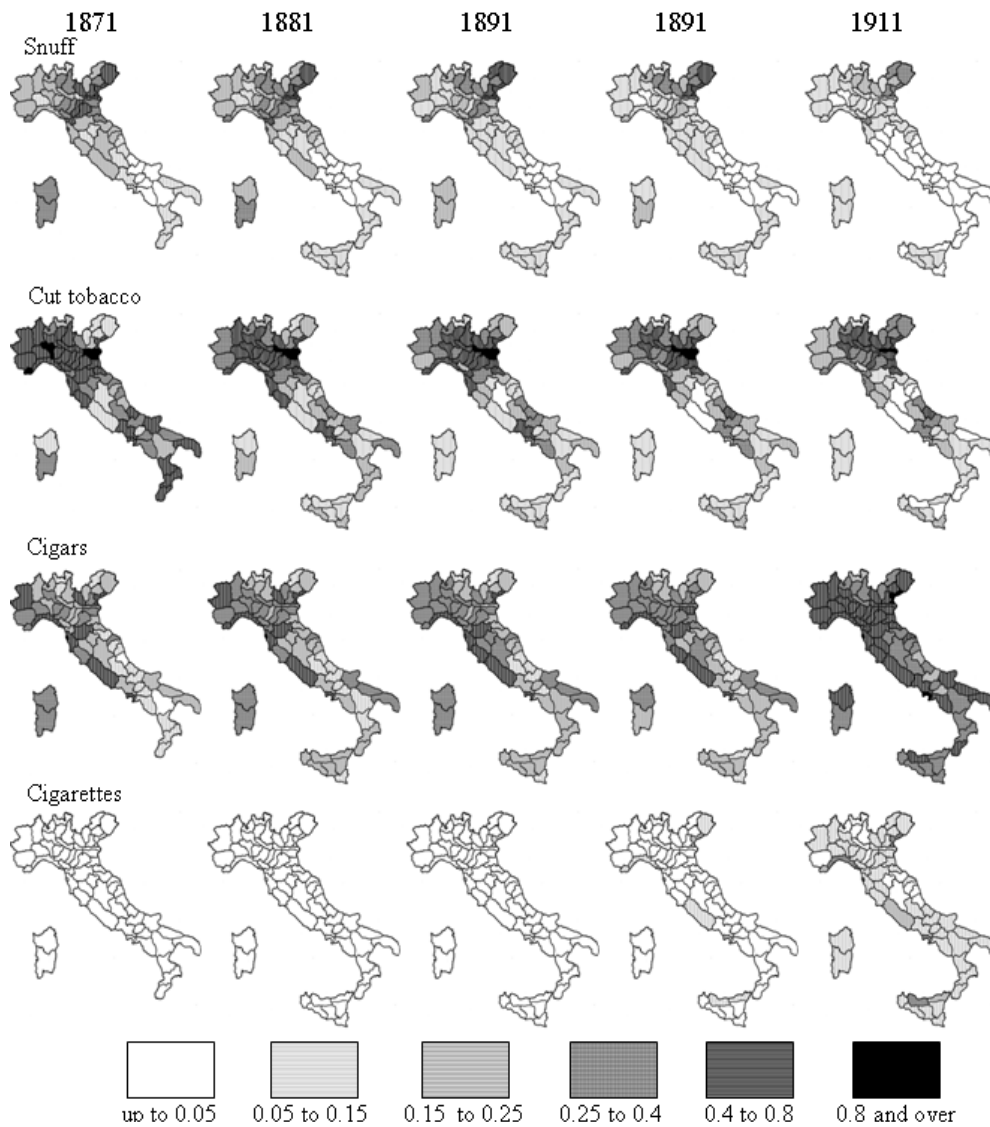 1871 1881 1891 1891 1911
Snuff
Cut tobacco
Cigars
Cigarettes
up to 0.05 0.05 to 0.15 0.15 to 0.25 0.25 to 0.4 0.4 to 0.8 0.8 and over